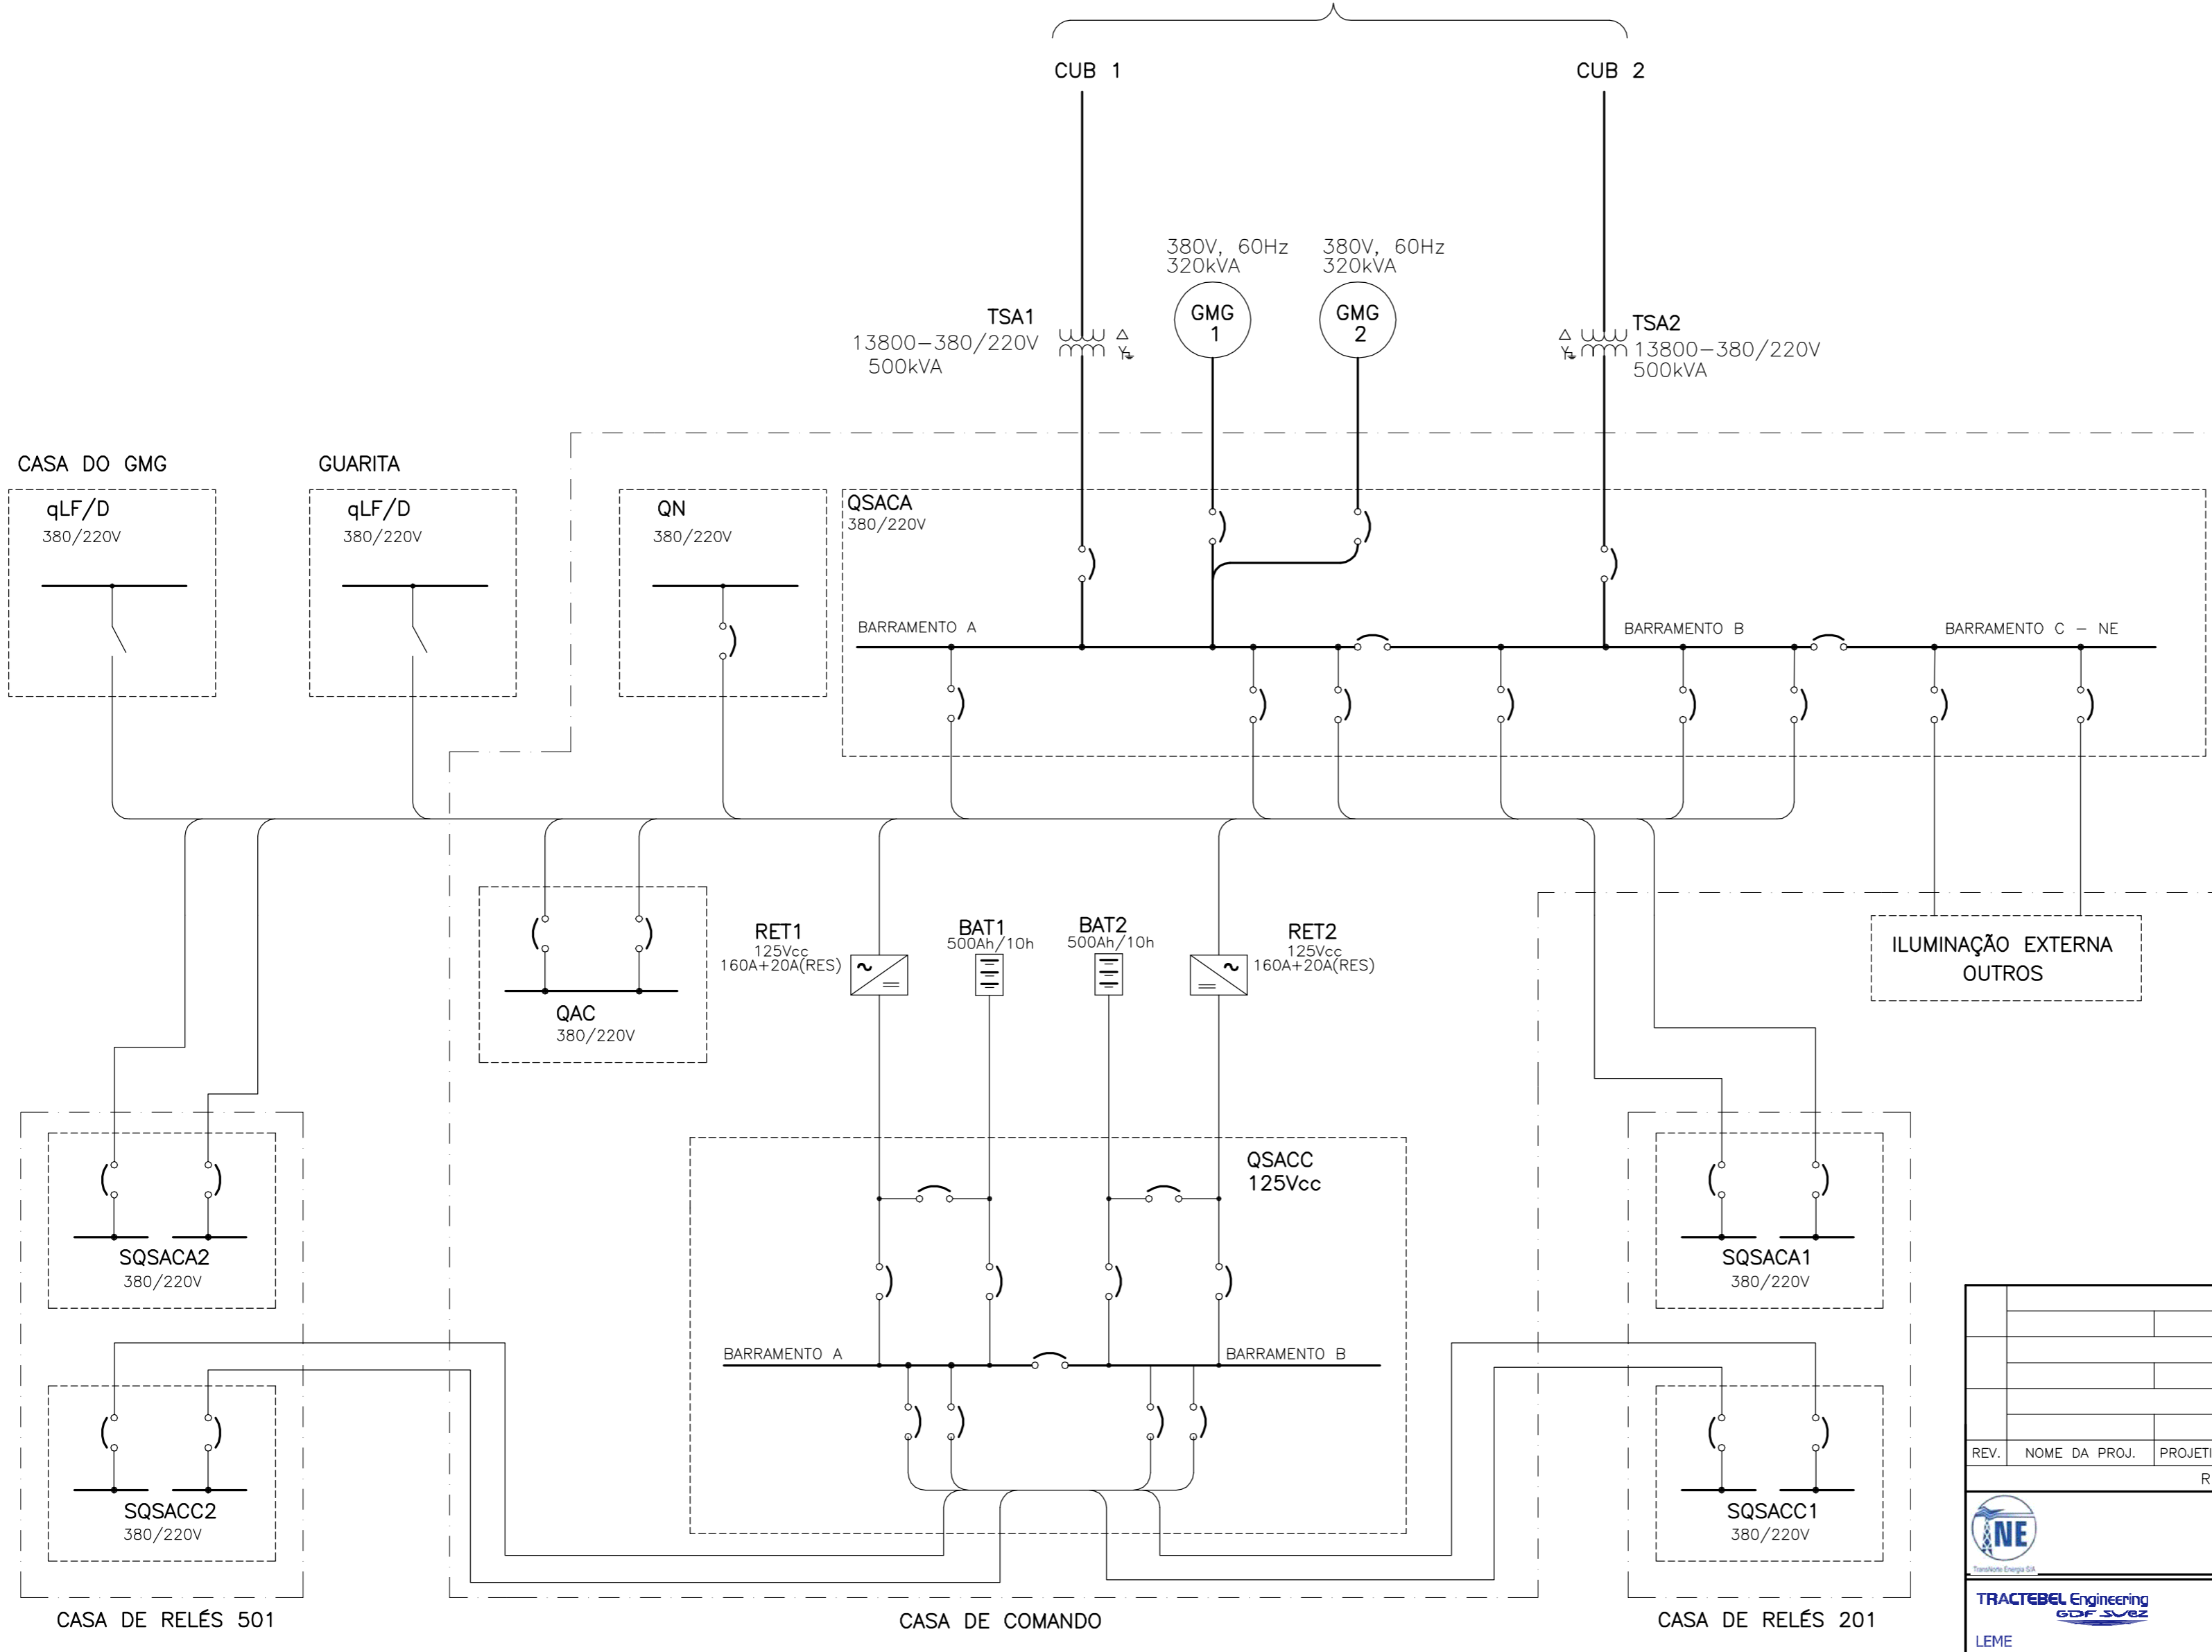 CUB 1
CUB 2
380V, 60Hz
320kVA
380V, 60Hz
320kVA
GMG
1
GMG
2
TSA1
13800-380/220V
500kVA
TSA2
13800-380/220V
500kVA
CASA DO GMG
GUARITA
qLF/D
380/220V
qLF/D
380/220V
QN
380/220V
QSACA
380/220V
BARRAMENTO A
BARRAMENTO B
BARRAMENTO C - NE
QAC
380/220V
RET1
125Vcc
160A+20A(RES)
BAT1
500Ah/10h
BAT2
500Ah/10h
RET2
125Vcc
160A+20A(RES)
ILUMINAÇÃO EXTERNA
OUTROS
QSACC
125Vcc
SQSACA2
380/220V
SQSACA1
380/220V
BARRAMENTO A
BARRAMENTO B
SQSACC2
380/220V
SQSACC1
380/220V
CASA DE RELÉS 501
CASA DE COMANDO
CASA DE RELÉS 201
REV.
NOME DA PROJ.
PROJETI
R
TNE
TransNorte Energia S/A
TRACTEBEL Engineering
GDF SUEZ
LEME